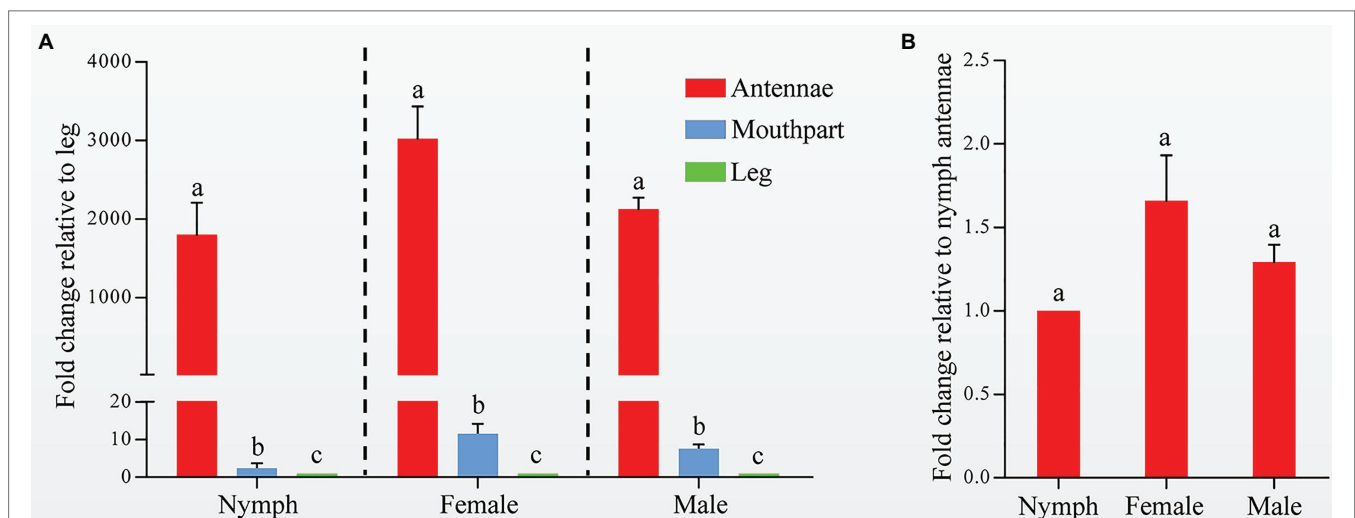 A
Fold change relative to leg
4000
3000
2000
1000
20
10
0
a
b
c
a
b
c
a
b
c
Antennae
Mouthpart
Leg
Nymph
Female
Male
B
Fold change relative to nymph antennae
2.5
2.0
1.5
1.0
0.5
0.0
a
a
a
Nymph
Female
Male